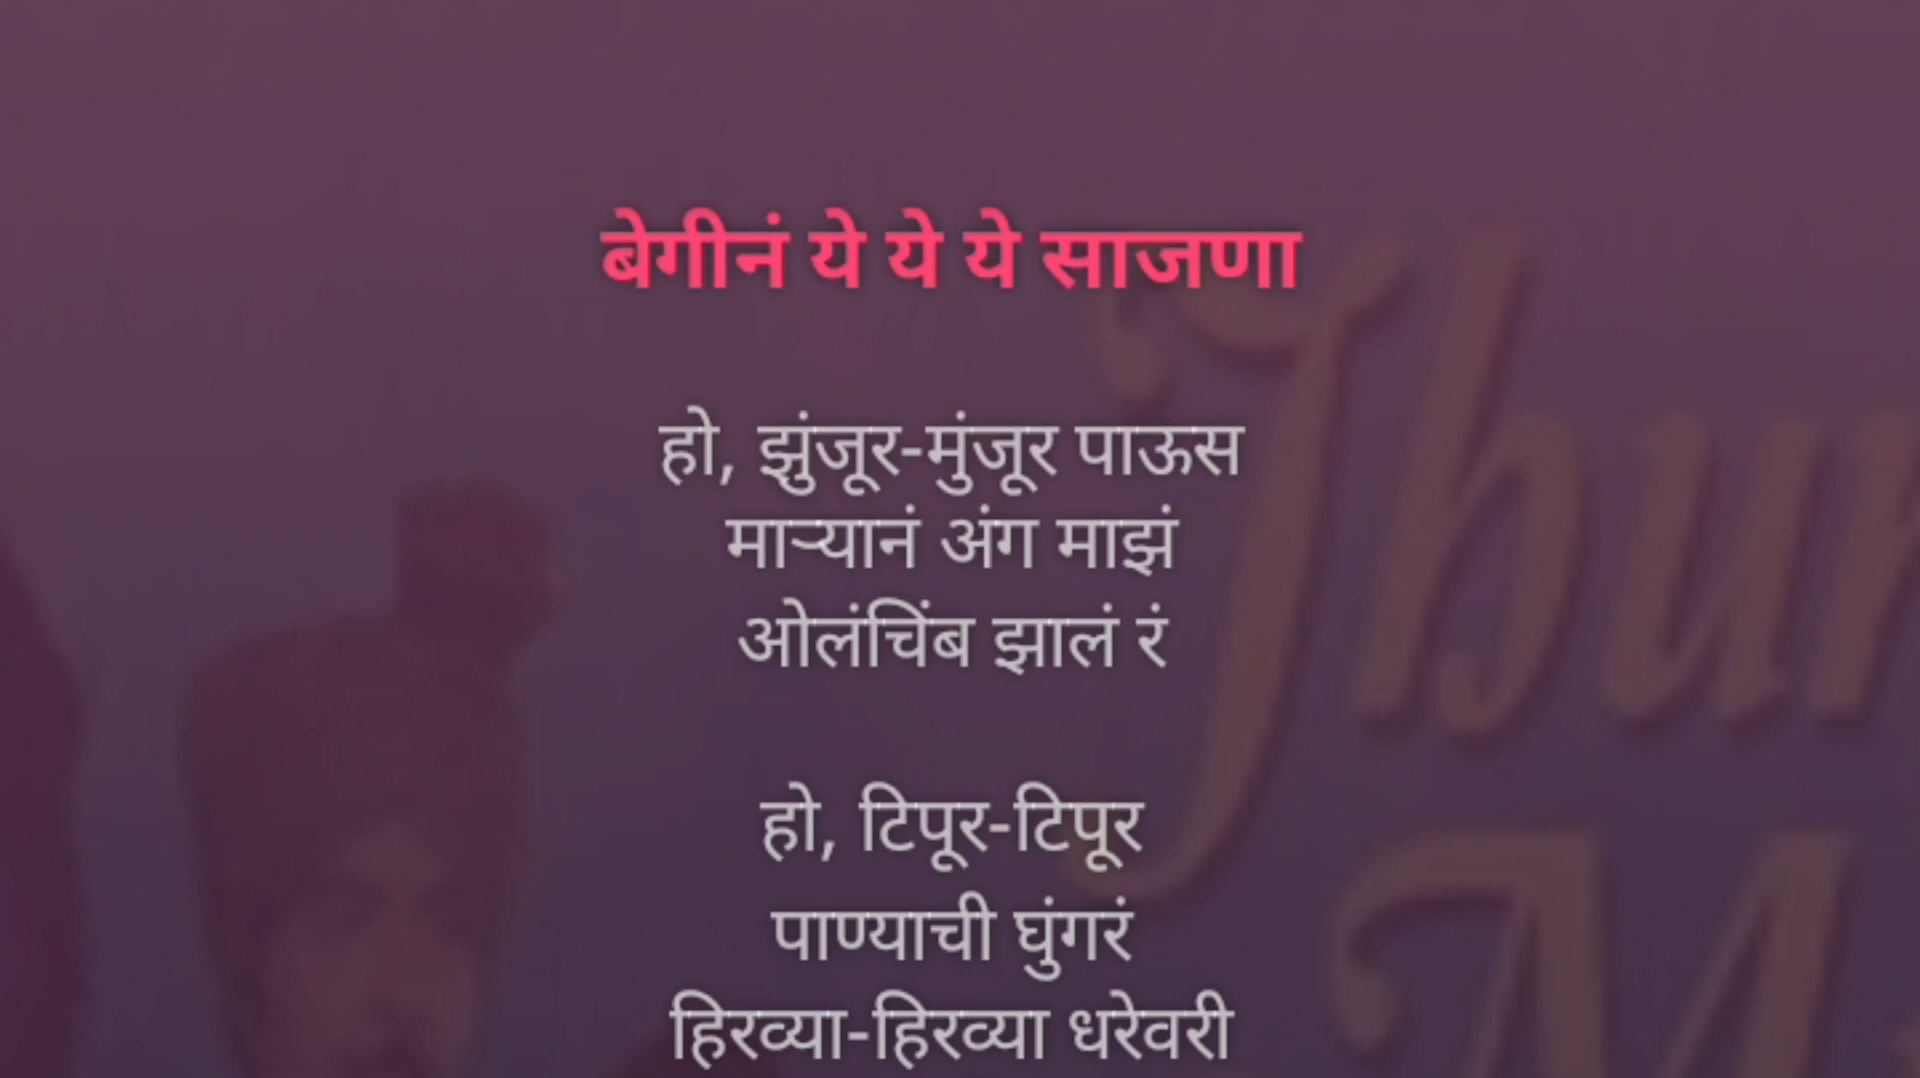 बेगीनं ये ये ये साजणा
हो, झुंजूर-मुंजूर पाऊस
माऱ्यानं अंग माझं
ओलंचिंब झालं रं
हो, टिपूर-टिपूर
पाण्याची घुंगरं
हिरव्या-हिरव्या धरेवरी